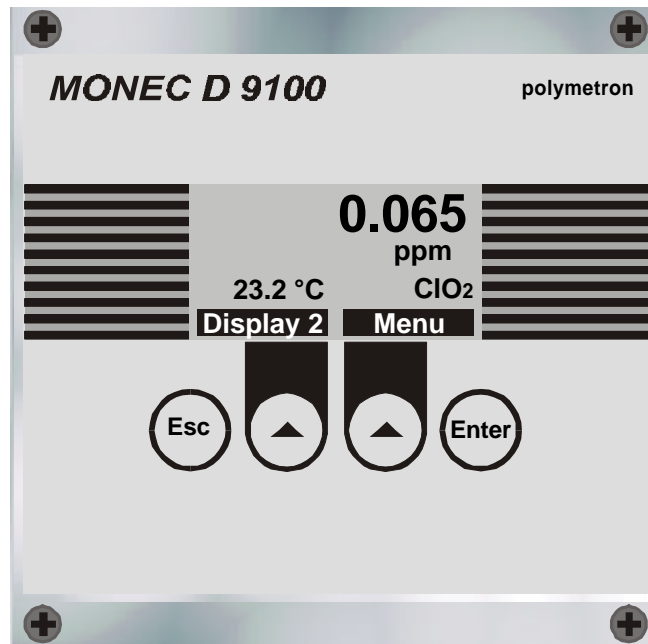 MONEC D 9100 polymetron
0.065
ppm
23.2 °C ClO2
Display 2 Menu
Esc Enter